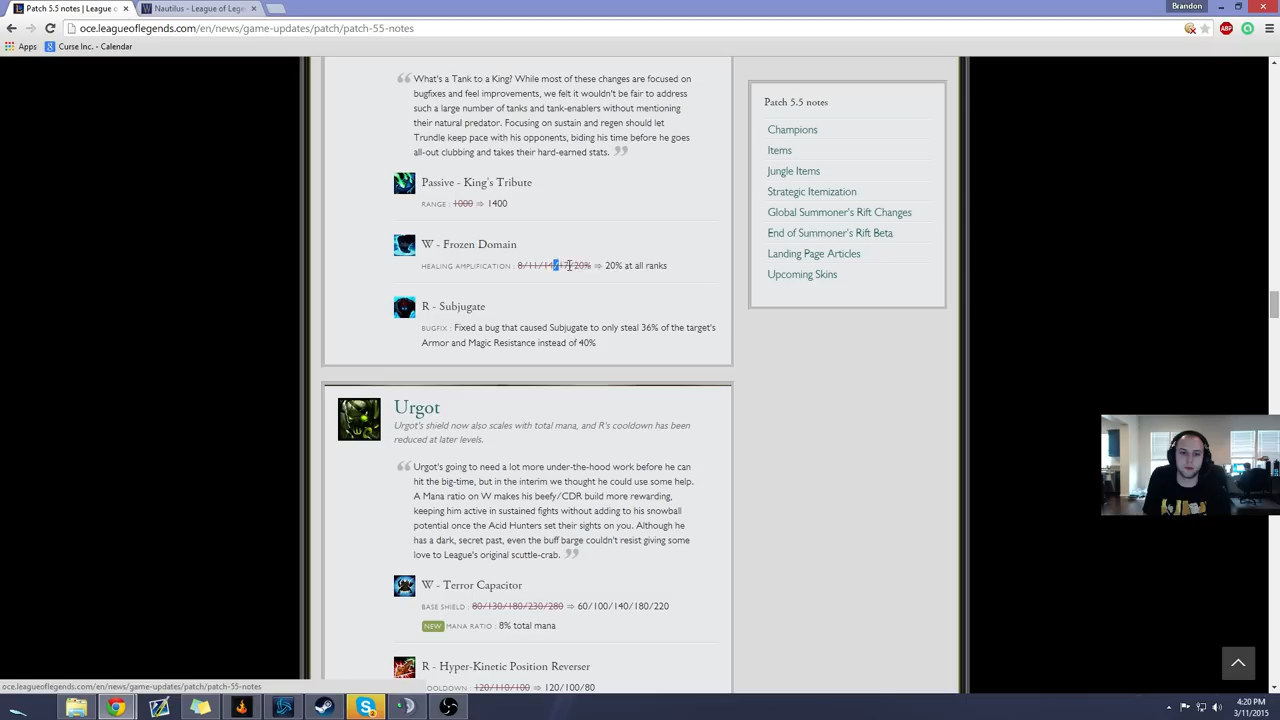 Patch 5.5 notes | League o
Nautilus - League of Lege
Brandon
oce.leagueoflegends.com/en/news/game-updates/patch/patch-55-notes
Apps
Curse Inc. - Calendar
What's a Tank to a King? While most of these changes are focused on
bugfixes and feel improvements, we felt it wouldn't be fair to address
such a large number of tanks and tank-enablers without mentioning
their natural predator. Focusing on sustain and regen should let
Trundle keep pace with his opponents, biding his time before he goes
all-out clubbing and takes their hard-earned stats.
Passive - King's Tribute
RANGE : 1000 ⇒ 1400
W - Frozen Domain
HEALING AMPLIFICATION : 8/11/14/17/20% ⇒ 20% at all ranks
R - Subjugate
BUGFIX : Fixed a bug that caused Subjugate to only steal 36% of the target's
Armor and Magic Resistance instead of 40%
Urgot
Urgot's shield now also scales with total mana, and R's cooldown has been
reduced at later levels.
Urgot's going to need a lot more under-the-hood work before he can
hit the big-time, but in the interim we thought he could use some help.
A Mana ratio on W makes his beefy/CDR build more rewarding,
keeping him active in sustained fights without adding to his snowball
potential once the Acid Hunters set their sights on you. Although he
has a dark, secret past, even the buff barge couldn't resist giving some
love to League's original scuttle-crab.
W - Terror Capacitor
BASE SHIELD : 80/130/180/230/280 ⇒ 60/100/140/180/220
NEW MANA RATIO : 8% total mana
R - Hyper-Kinetic Position Reverser
OOLDOWN : 120/110/100 ⇒ 120/100/80
Patch 5.5 notes
Champions
Items
Jungle Items
Strategic Itemization
Global Summoner's Rift Changes
End of Summoner's Rift Beta
Landing Page Articles
Upcoming Skins
oce.leagueoflegends.com/en/news/game-updates/patch/patch-55-notes
4:20 PM
3/11/2015